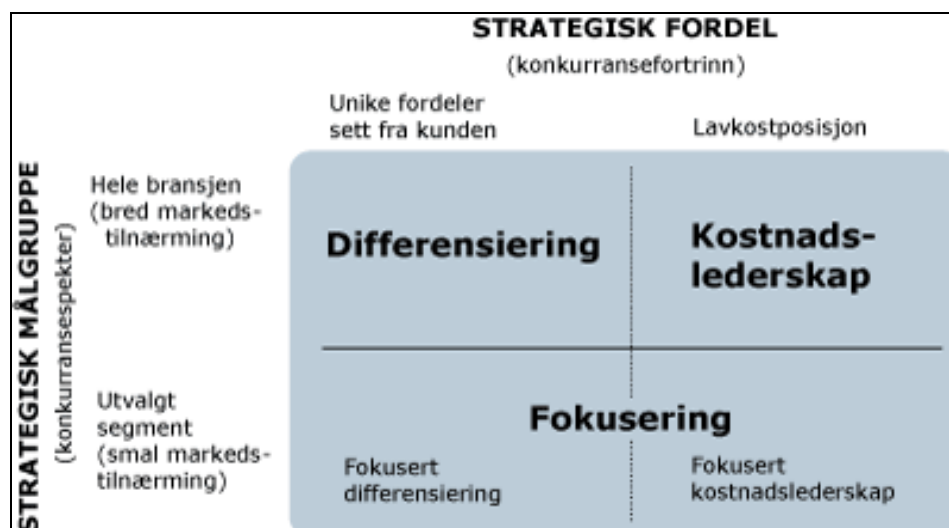 STRATEGISK FORDEL
(konkurransefortrinn)
Unike fordeler
sett fra kunden
Lavkostposisjon
STRATEGISK MÅLGRUPPE
(konkurransespekter)
Hele bransjen
(bred markeds-
tilnærming)
Differensiering
Kostnads-
lederskap
Utvalgt
segment
(smal markeds-
tilnærming)
Fokusering
Fokusert
differensiering
Fokusert
kostnadslederskap